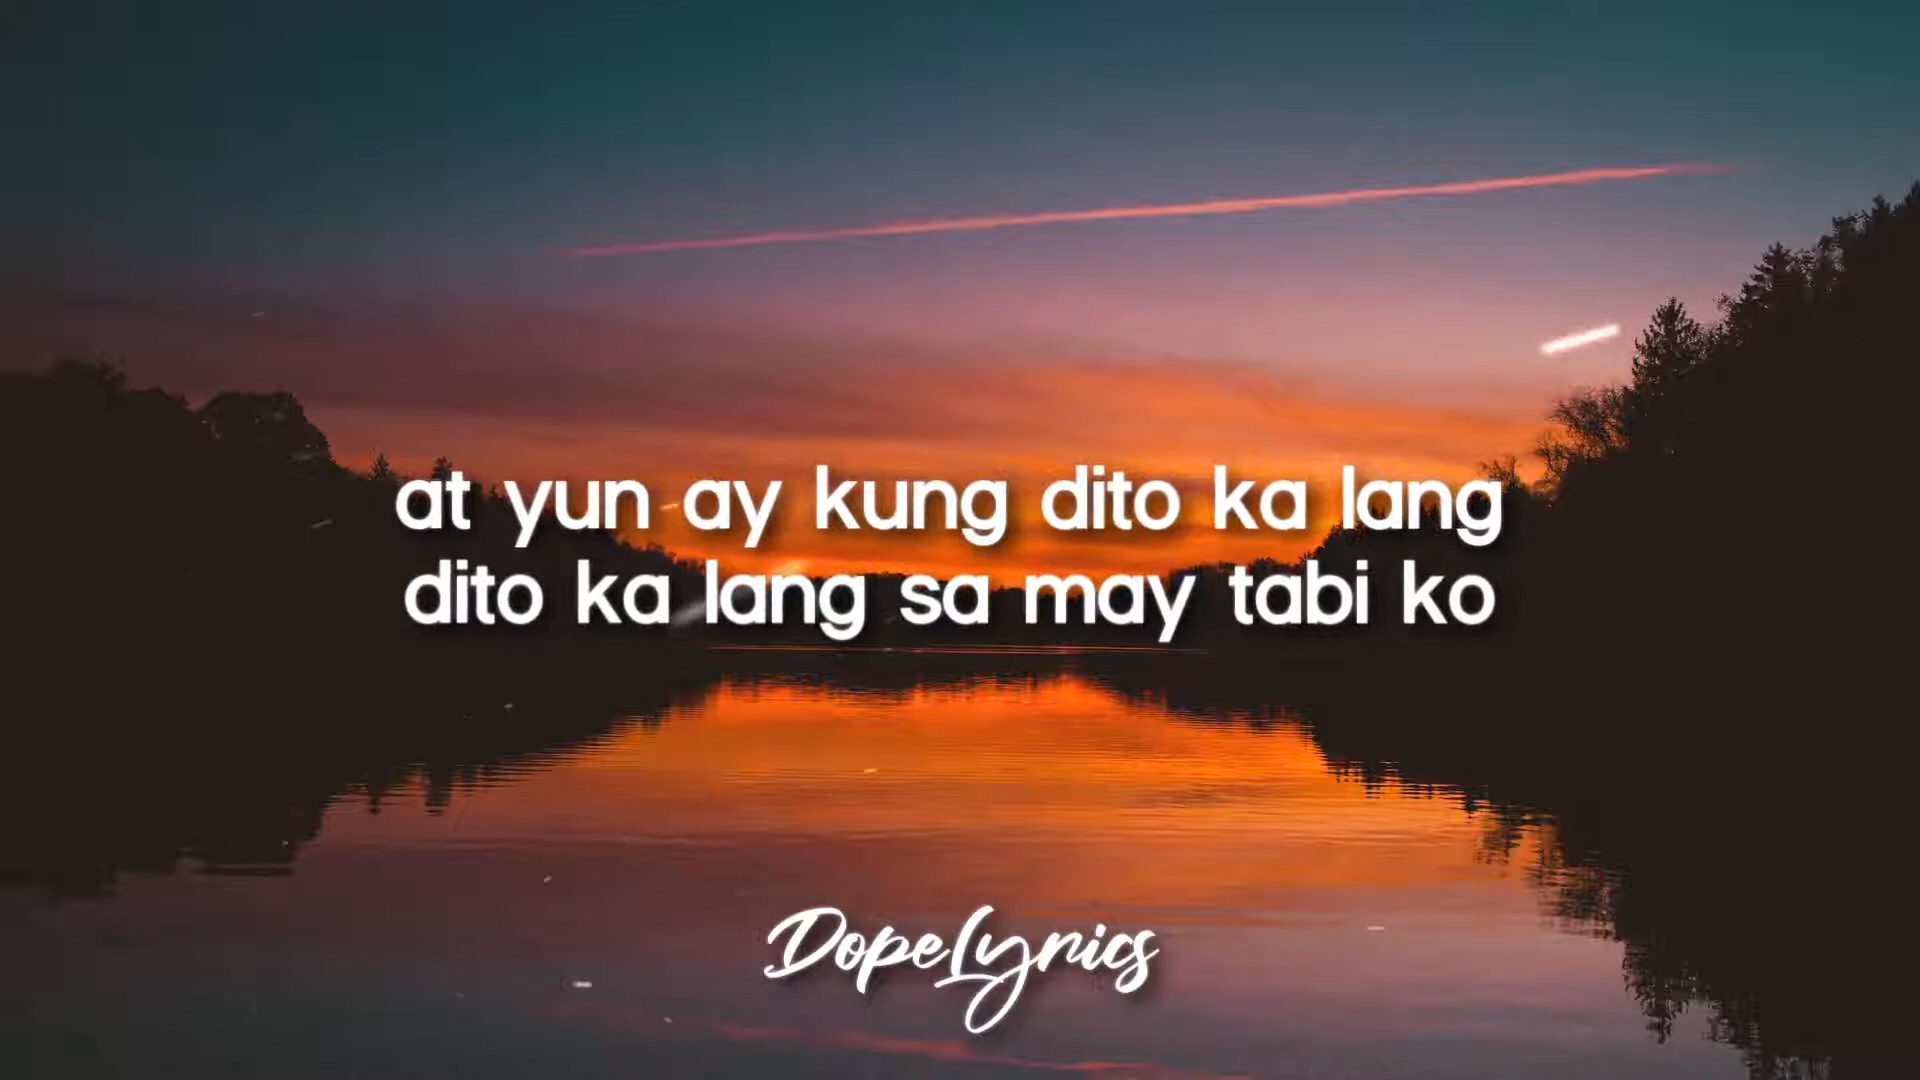 at yun ay kung dito ka lang
dito ka lang sa may tabi ko
DopeLyrics